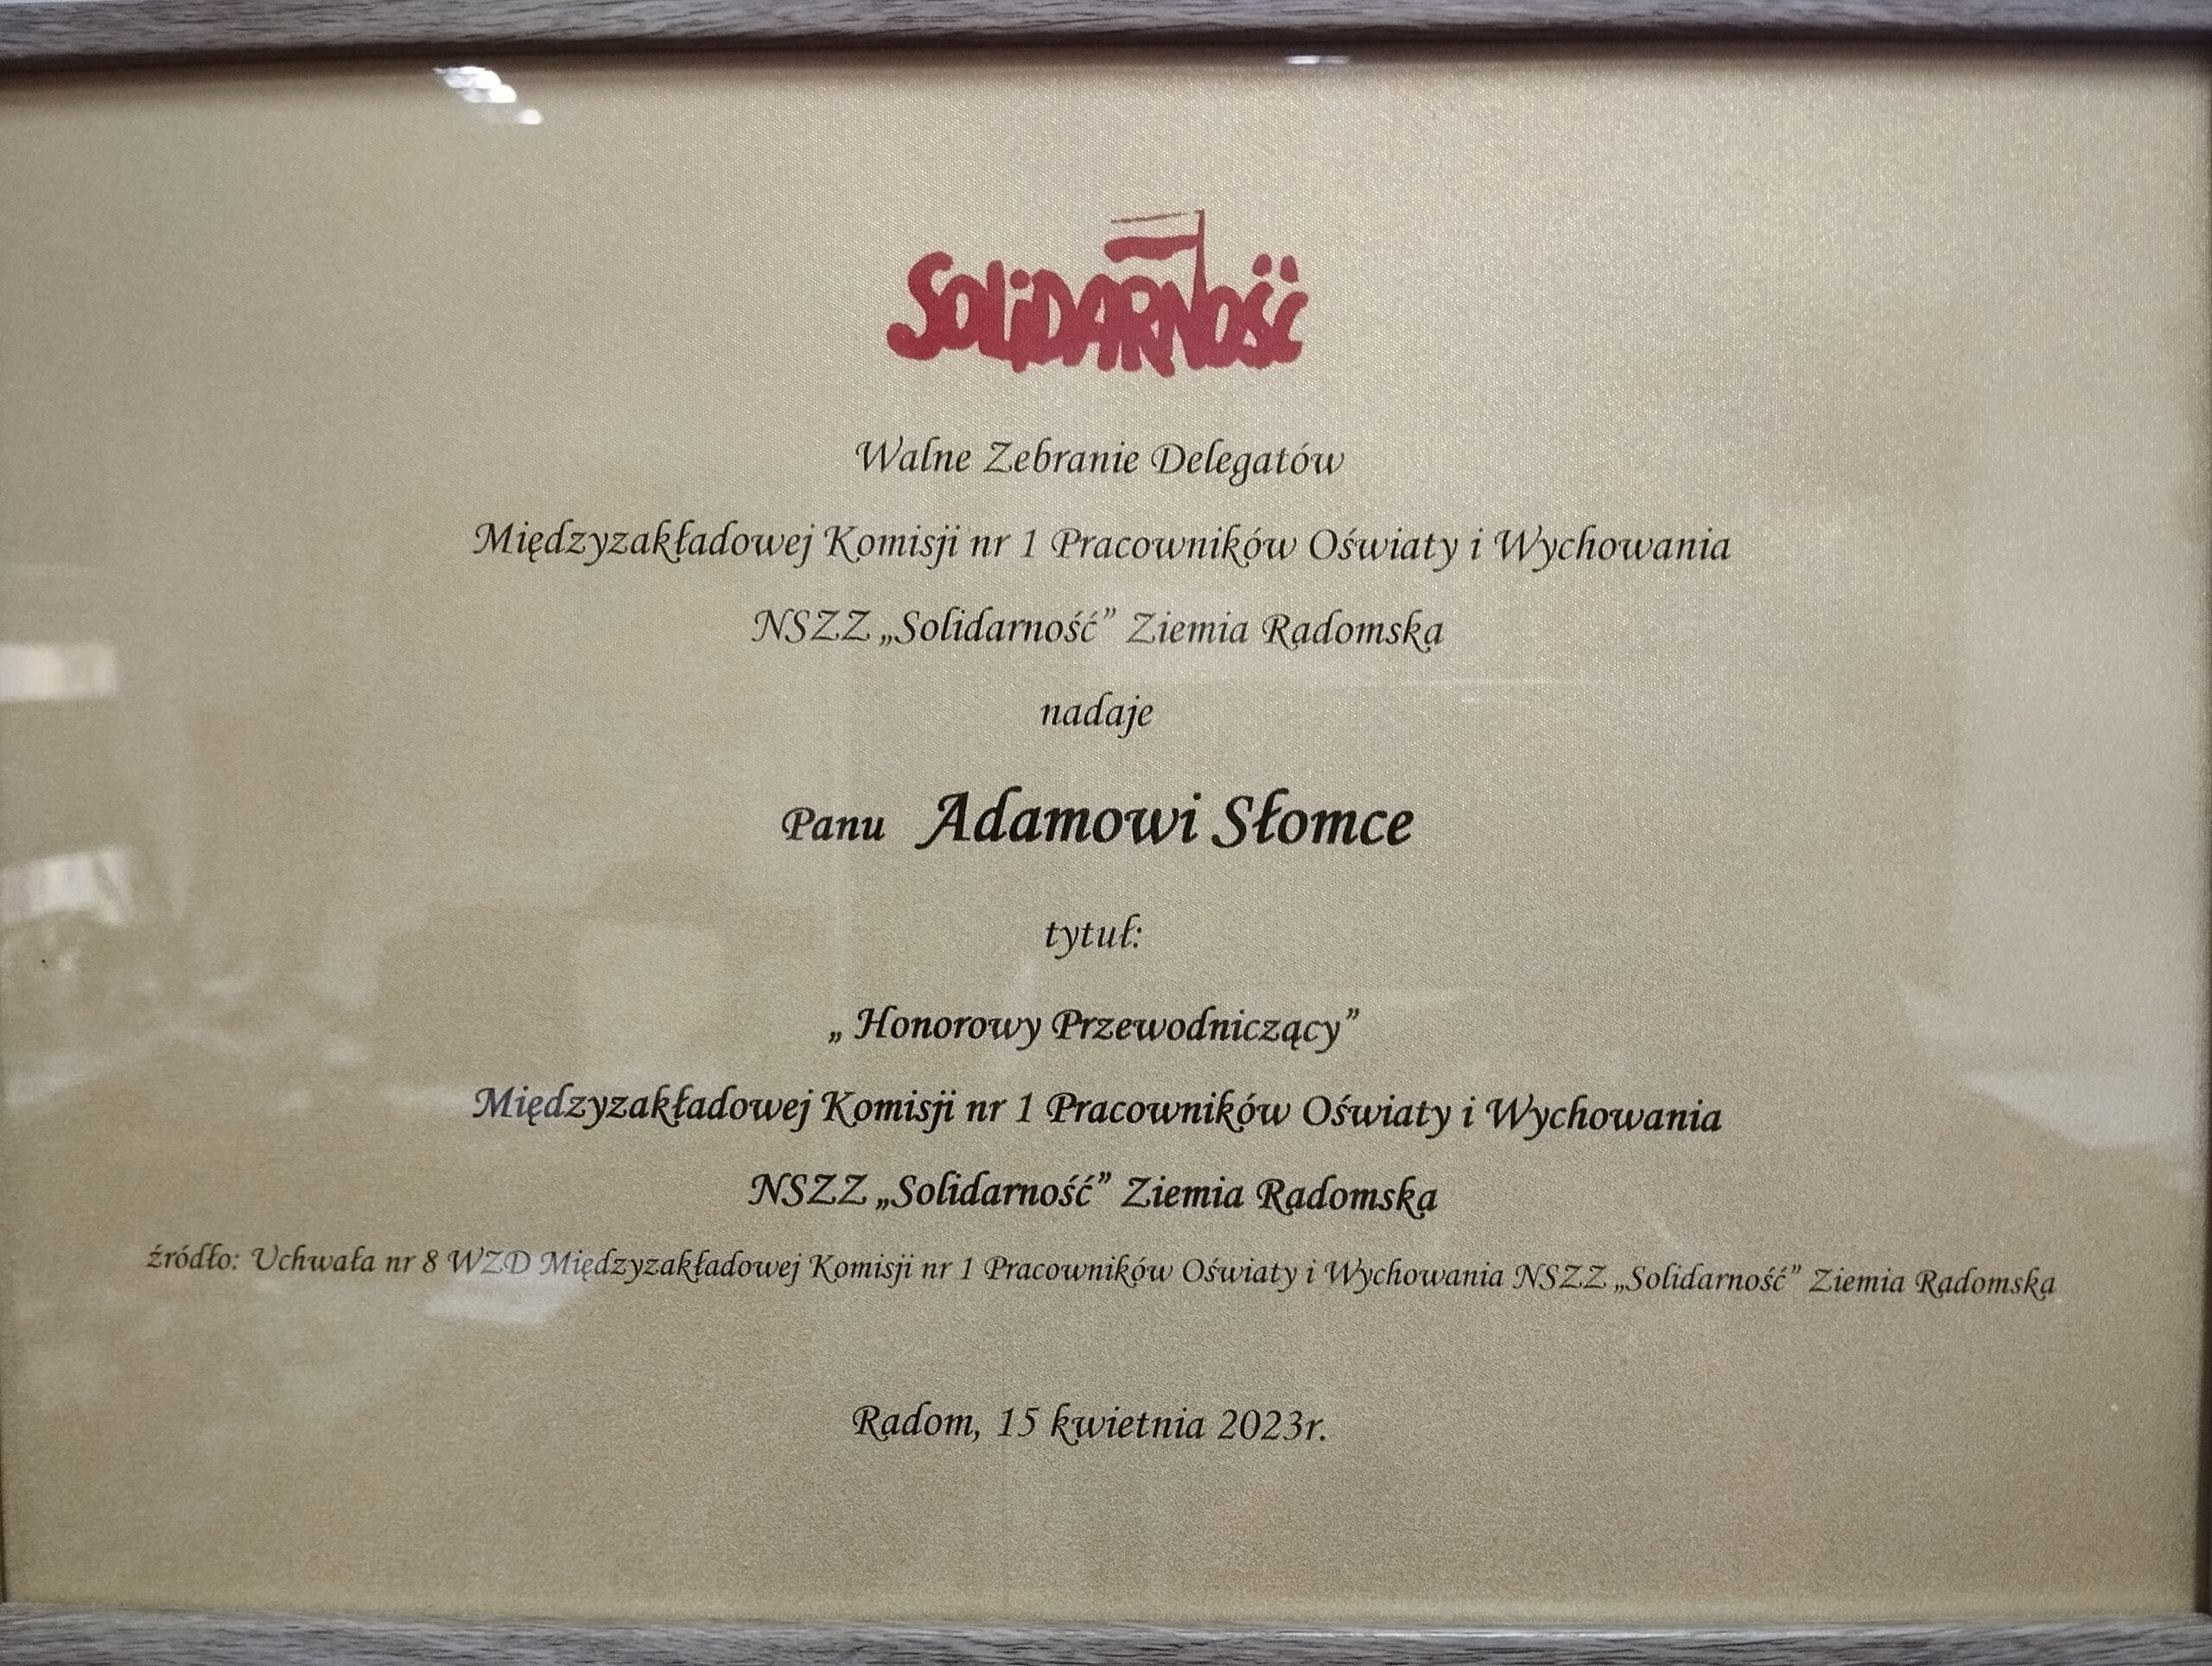 SOLiDARNOŚĆ
Walne Zebranie Delegatów
Międzyzakładowej Komisji nr 1 Pracowników Oświaty i Wychowania
NSZZ „Solidarność” Ziemia Radomska
nadaje
Panu Adamowi Słomce
tytuł:
„ Honorowy Przewodniczący”
Międzyzakładowej Komisji nr 1 Pracowników Oświaty i Wychowania
NSZZ „Solidarność” Ziemia Radomska
źródło: Uchwała nr 8 WZD Międzyzakładowej Komisji nr 1 Pracowników Oświaty i Wychowania NSZZ „Solidarność” Ziemia Radomska
Radom, 15 kwietnia 2023r.